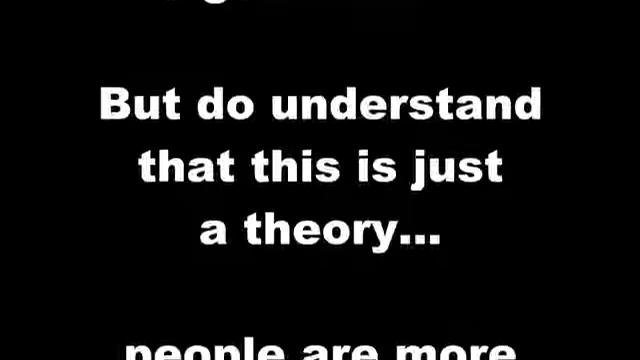 But do understand
that this is just
a theory...
people are more